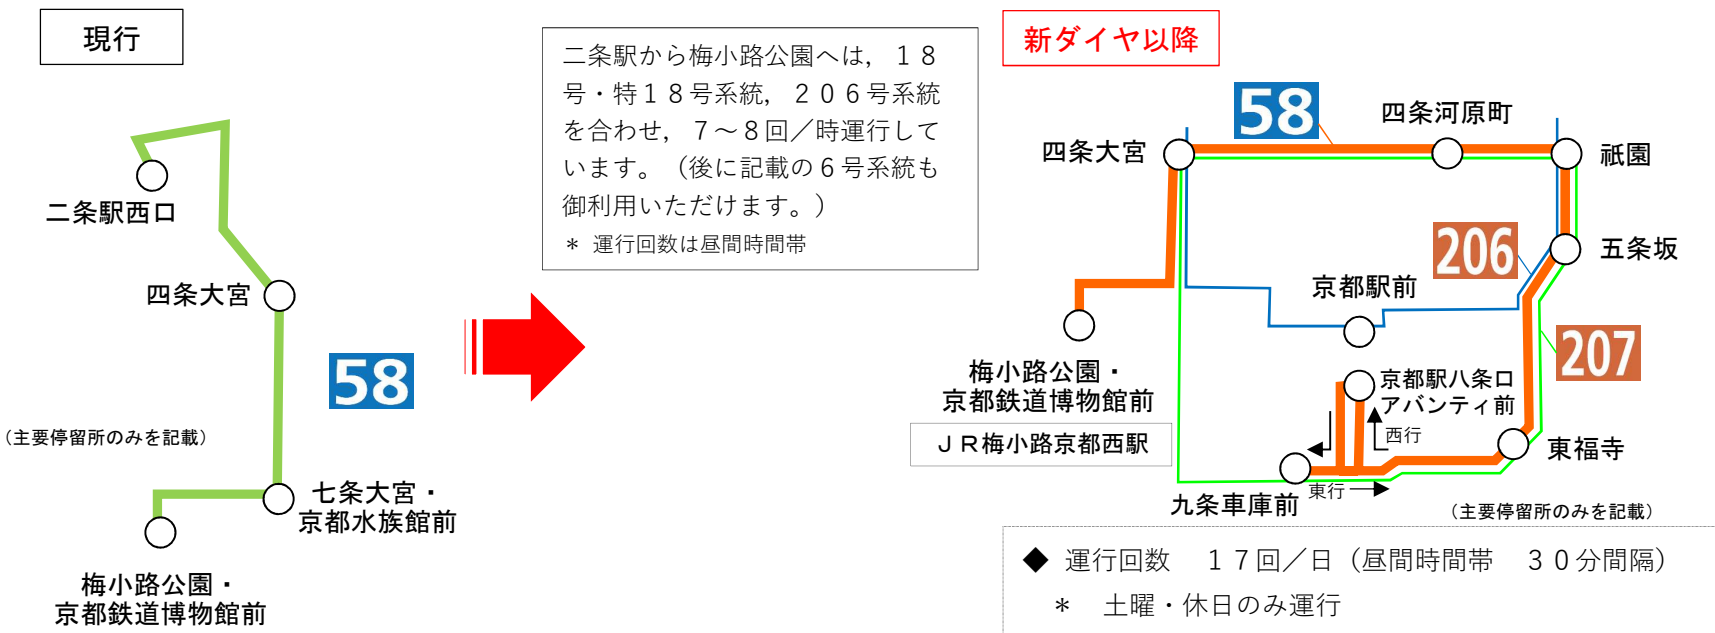 現行
二条駅西口
四条大宮
58
（主要停留所のみを記載）
七条大宮・
京都水族館前
梅小路公園・
京都鉄道博物館前
二条駅から梅小路公園へは，１８
号・特１８号系統，２０６号系統
を合わせ，７～８回／時運行して
います。（後に記載の６号系統も
御利用いただけます。）
＊ 運行回数は昼間時間帯
新ダイヤ以降
58
四条河原町
四条大宮
祇園
206
五条坂
京都駅前
207
梅小路公園・
京都鉄道博物館前
ＪＲ梅小路京都西駅
京都駅八条口
アバンティ前
西行
東福寺
九条車庫前
東行
（主要停留所のみを記載）
◆ 運行回数　１７回／日（昼間時間帯　３０分間隔）
＊　土曜・休日のみ運行